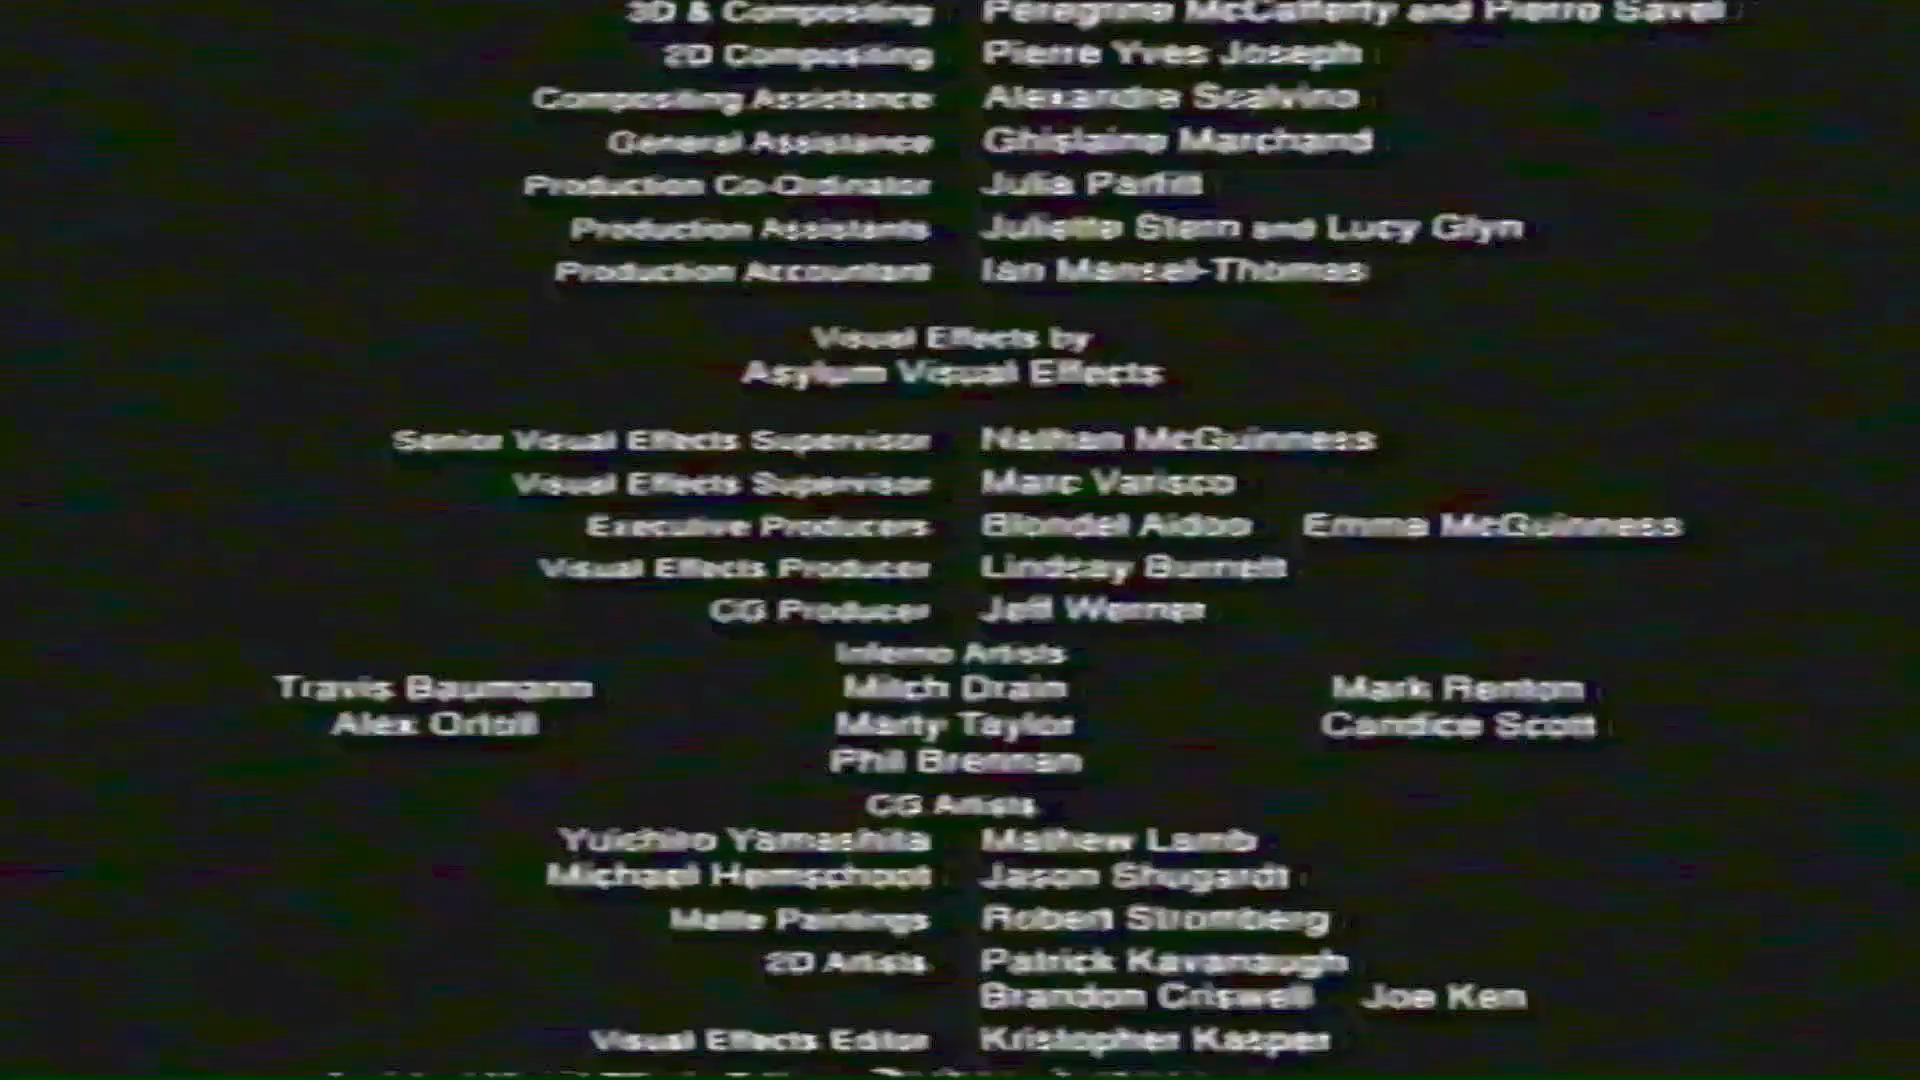 3D & Compositing Peregrine McCafferty and Pierre Savel
2D Compositing Pierre Yves Joseph
Compositing Assistance Alexandre Scalvino
General Assistance Ghislaine Marchand
Production Co-Ordinator Julia Parfitt
Production Assistants Juliette Stern and Lucy Glyn
Production Accountant Ian Mansel-Thomas
Visual Effects by
Asylum Visual Effects
Senior Visual Effects Supervisor Nathan McGuinness
Visual Effects Supervisor Marc Varisco
Executive Producers Blondel Aidoo Emma McGuinness
Visual Effects Producer Lindsay Burnett
CG Producer Jeff Werner
Inferno Artists
Travis Baumann Mitch Drain Mark Renton
Alex Ortoll Marty Taylor Candice Scott
Phil Brennan
CG Artists
Yuichiro Yamashita Mathew Lamb
Michael Hemschoot Jason Shugardt
Matte Paintings Robert Stromberg
2D Artists Patrick Kavanaugh
Brandon Criswell Joe Ken
Visual Effects Editor Kristopher Kasper